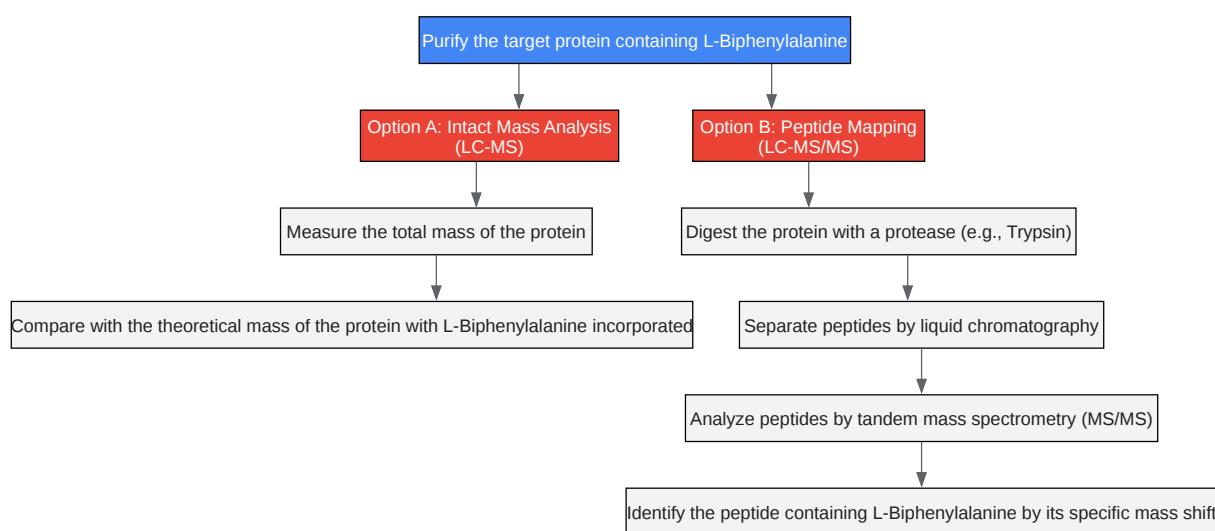 Purify the target protein containing L-Biphenylalanine
Option A: Intact Mass Analysis
(LC-MS)
Option B: Peptide Mapping
(LC-MS/MS)
Measure the total mass of the protein
Digest the protein with a protease (e.g., Trypsin)
Compare with the theoretical mass of the protein with L-Biphenylalanine incorporated
Separate peptides by liquid chromatography
Analyze peptides by tandem mass spectrometry (MS/MS)
Identify the peptide containing L-Biphenylalanine by its specific mass shift